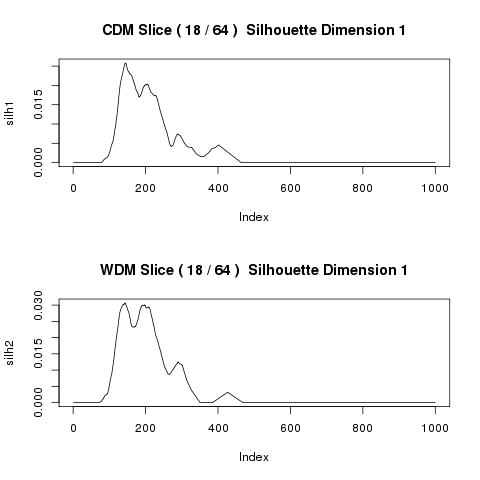 CDM Slice ( 18 / 64 )  Silhouette Dimension 1
silh1
0.015
0.000
0 200 400 600 800 1000
Index
WDM Slice ( 18 / 64 )  Silhouette Dimension 1
silh2
0.030
0.015
0.000
0 200 400 600 800 1000
Index